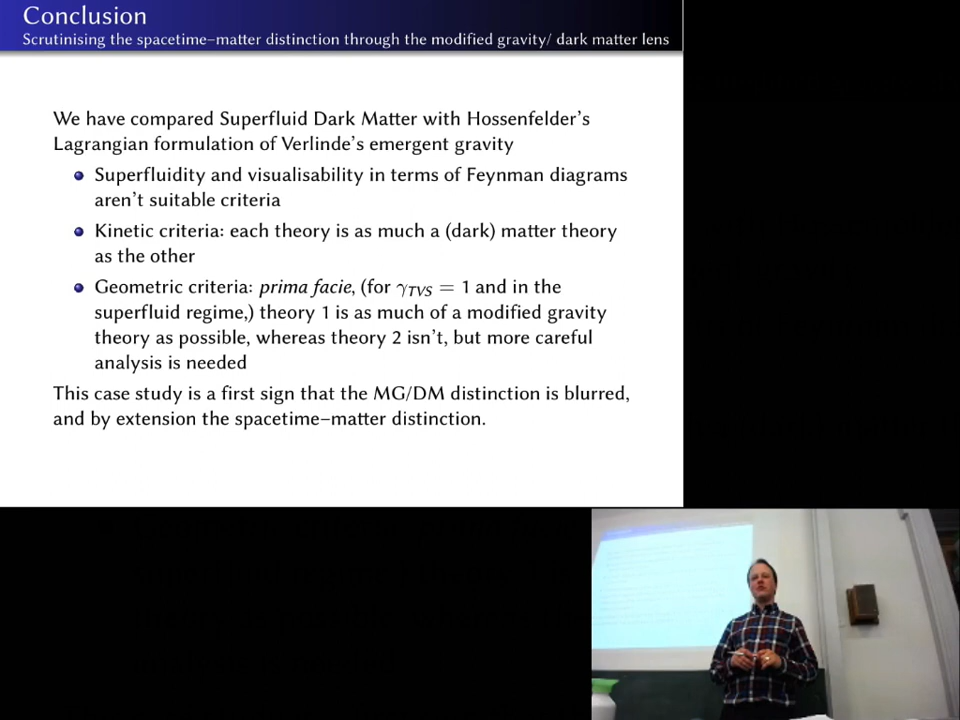 Conclusion
Scrutinising the spacetime–matter distinction through the modified gravity/ dark matter lens
We have compared Superfluid Dark Matter with Hossenfelder's
Lagrangian formulation of Verlinde's emergent gravity
Superfluidity and visualisability in terms of Feynman diagrams
aren't suitable criteria
Kinetic criteria: each theory is as much a (dark) matter theory
as the other
Geometric criteria: prima facie, (for γTVS = 1 and in the
superfluid regime,) theory 1 is as much of a modified gravity
theory as possible, whereas theory 2 isn't, but more careful
analysis is needed
This case study is a first sign that the MG/DM distinction is blurred,
and by extension the spacetime–matter distinction.